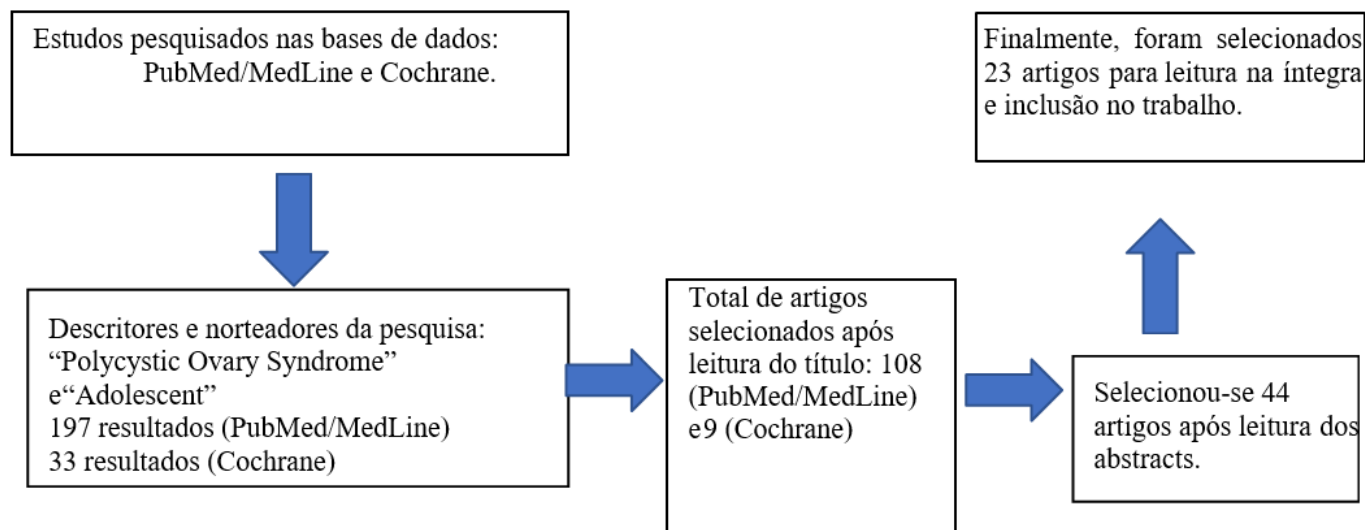 Estudos pesquisados nas bases de dados:
PubMed/MedLine e Cochrane.
Descritores e norteadores da pesquisa:
“Polycystic Ovary Syndrome”
e“Adolescent”
197 resultados (PubMed/MedLine)
33 resultados (Cochrane)
Total de artigos
selecionados após
leitura do título: 108
(PubMed/MedLine)
e9 (Cochrane)
Selecionou-se 44
artigos após leitura dos
abstracts.
Finalmente, foram selecionados
23 artigos para leitura na íntegra
e inclusão no trabalho.